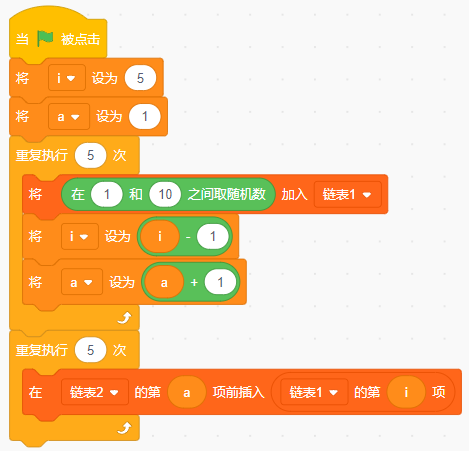 当 被点击
将 i 设为 5
将 a 设为 1
重复执行 5 次
将 在 1 和 10 之间取随机数 加入 链表1
将 i 设为 i - 1
将 a 设为 a + 1
重复执行 5 次
在 链表2 的第 a 项前插入 链表1 的第 i 项